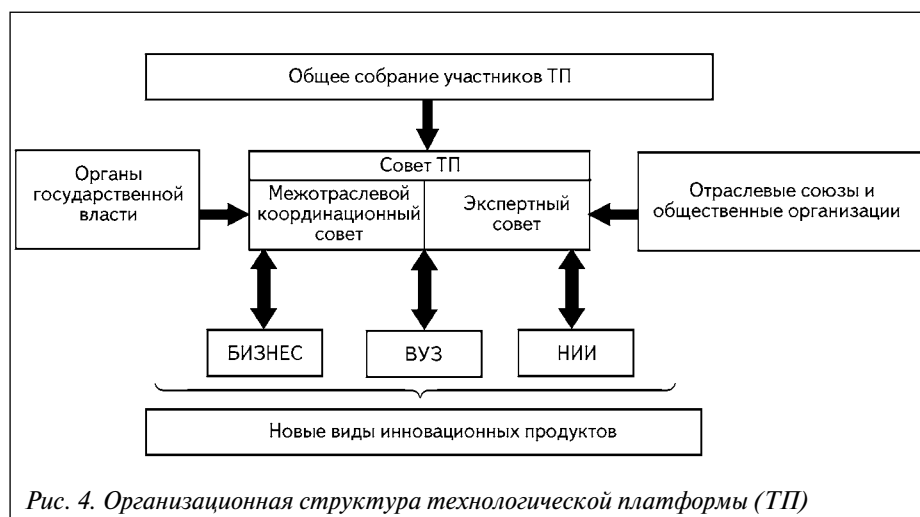 Общее собрание участников ТП
Органы
государственной
власти
Совет ТП
Межотраслевой
координационный
совет
Экспертный
совет
Отраслевые союзы и
общественные организации
БИЗНЕС
ВУЗ
НИИ
Новые виды инновационных продуктов
Рис. 4. Организационная структура технологической платформы (ТП)